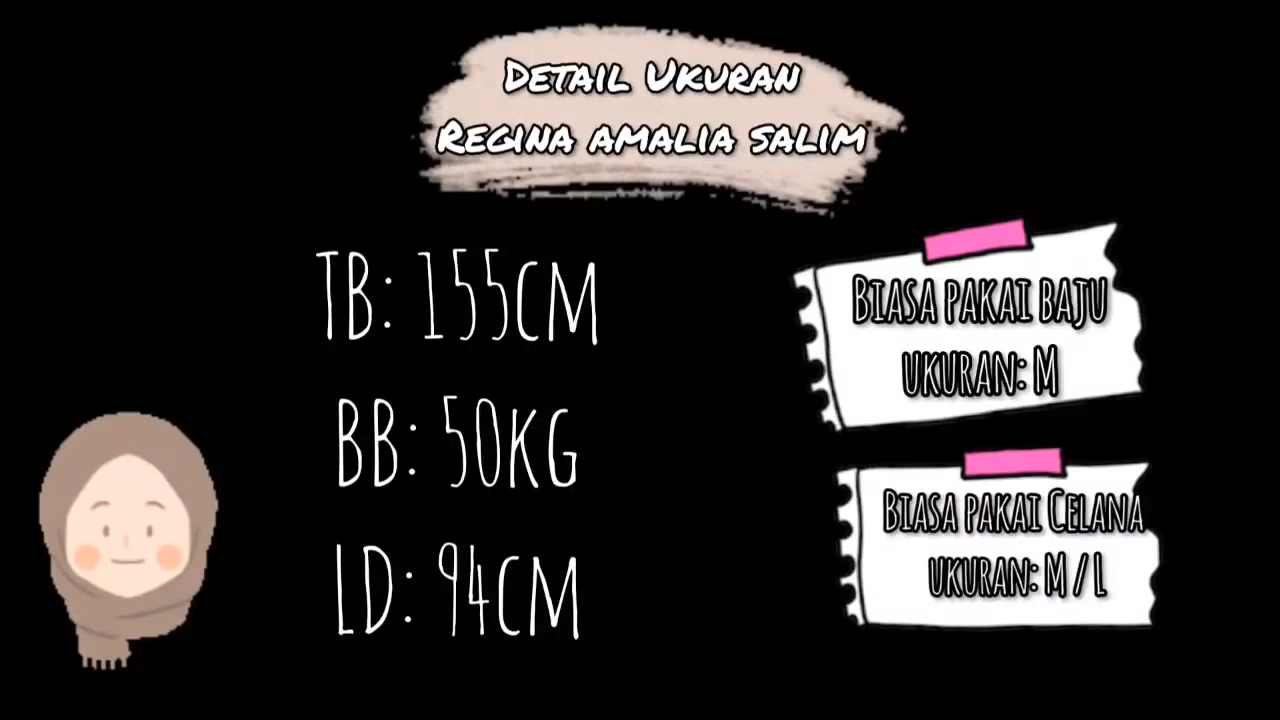 Detail Ukuran
Regina amalia salim
TB: 155cm
BB: 50kg
LD: 94cm
Biasa pakai baju
ukuran: M
Biasa pakai Celana
ukuran: M / L